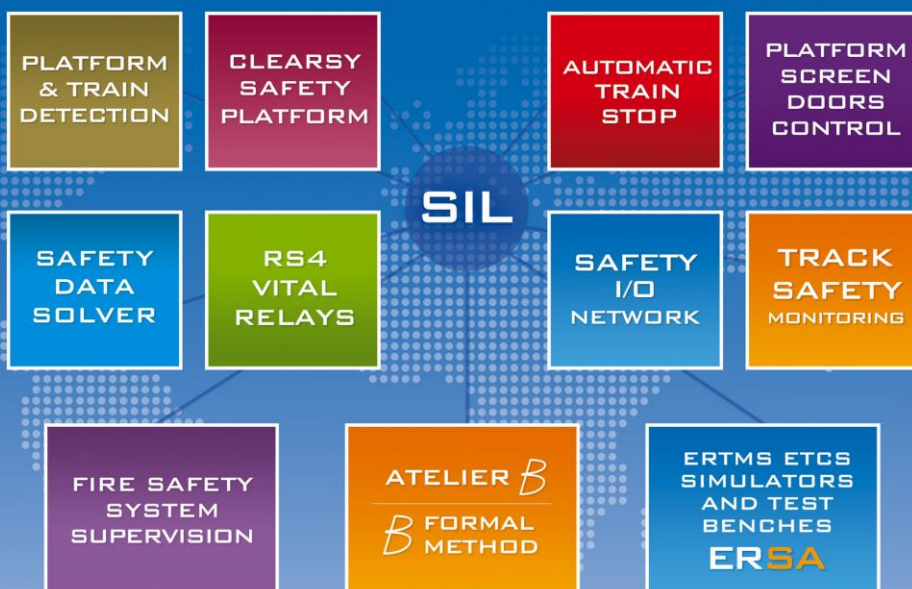 PLATFORM
& TRAIN
DETECTION
CLEARSY
SAFETY
PLATFORM
AUTOMATIC
TRAIN
STOP
PLATFORM
SCREEN
DOORS
CONTROL
SIL
SAFETY
DATA
SOLVER
RS4
VITAL
RELAYS
SAFETY
I/O
NETWORK
TRACK
SAFETY
MONITORING
FIRE SAFETY
SYSTEM
SUPERVISION
ATELIER B
B FORMAL
METHOD
ERTMS ETCS
SIMULATORS
AND TEST
BENCHES
ERSA